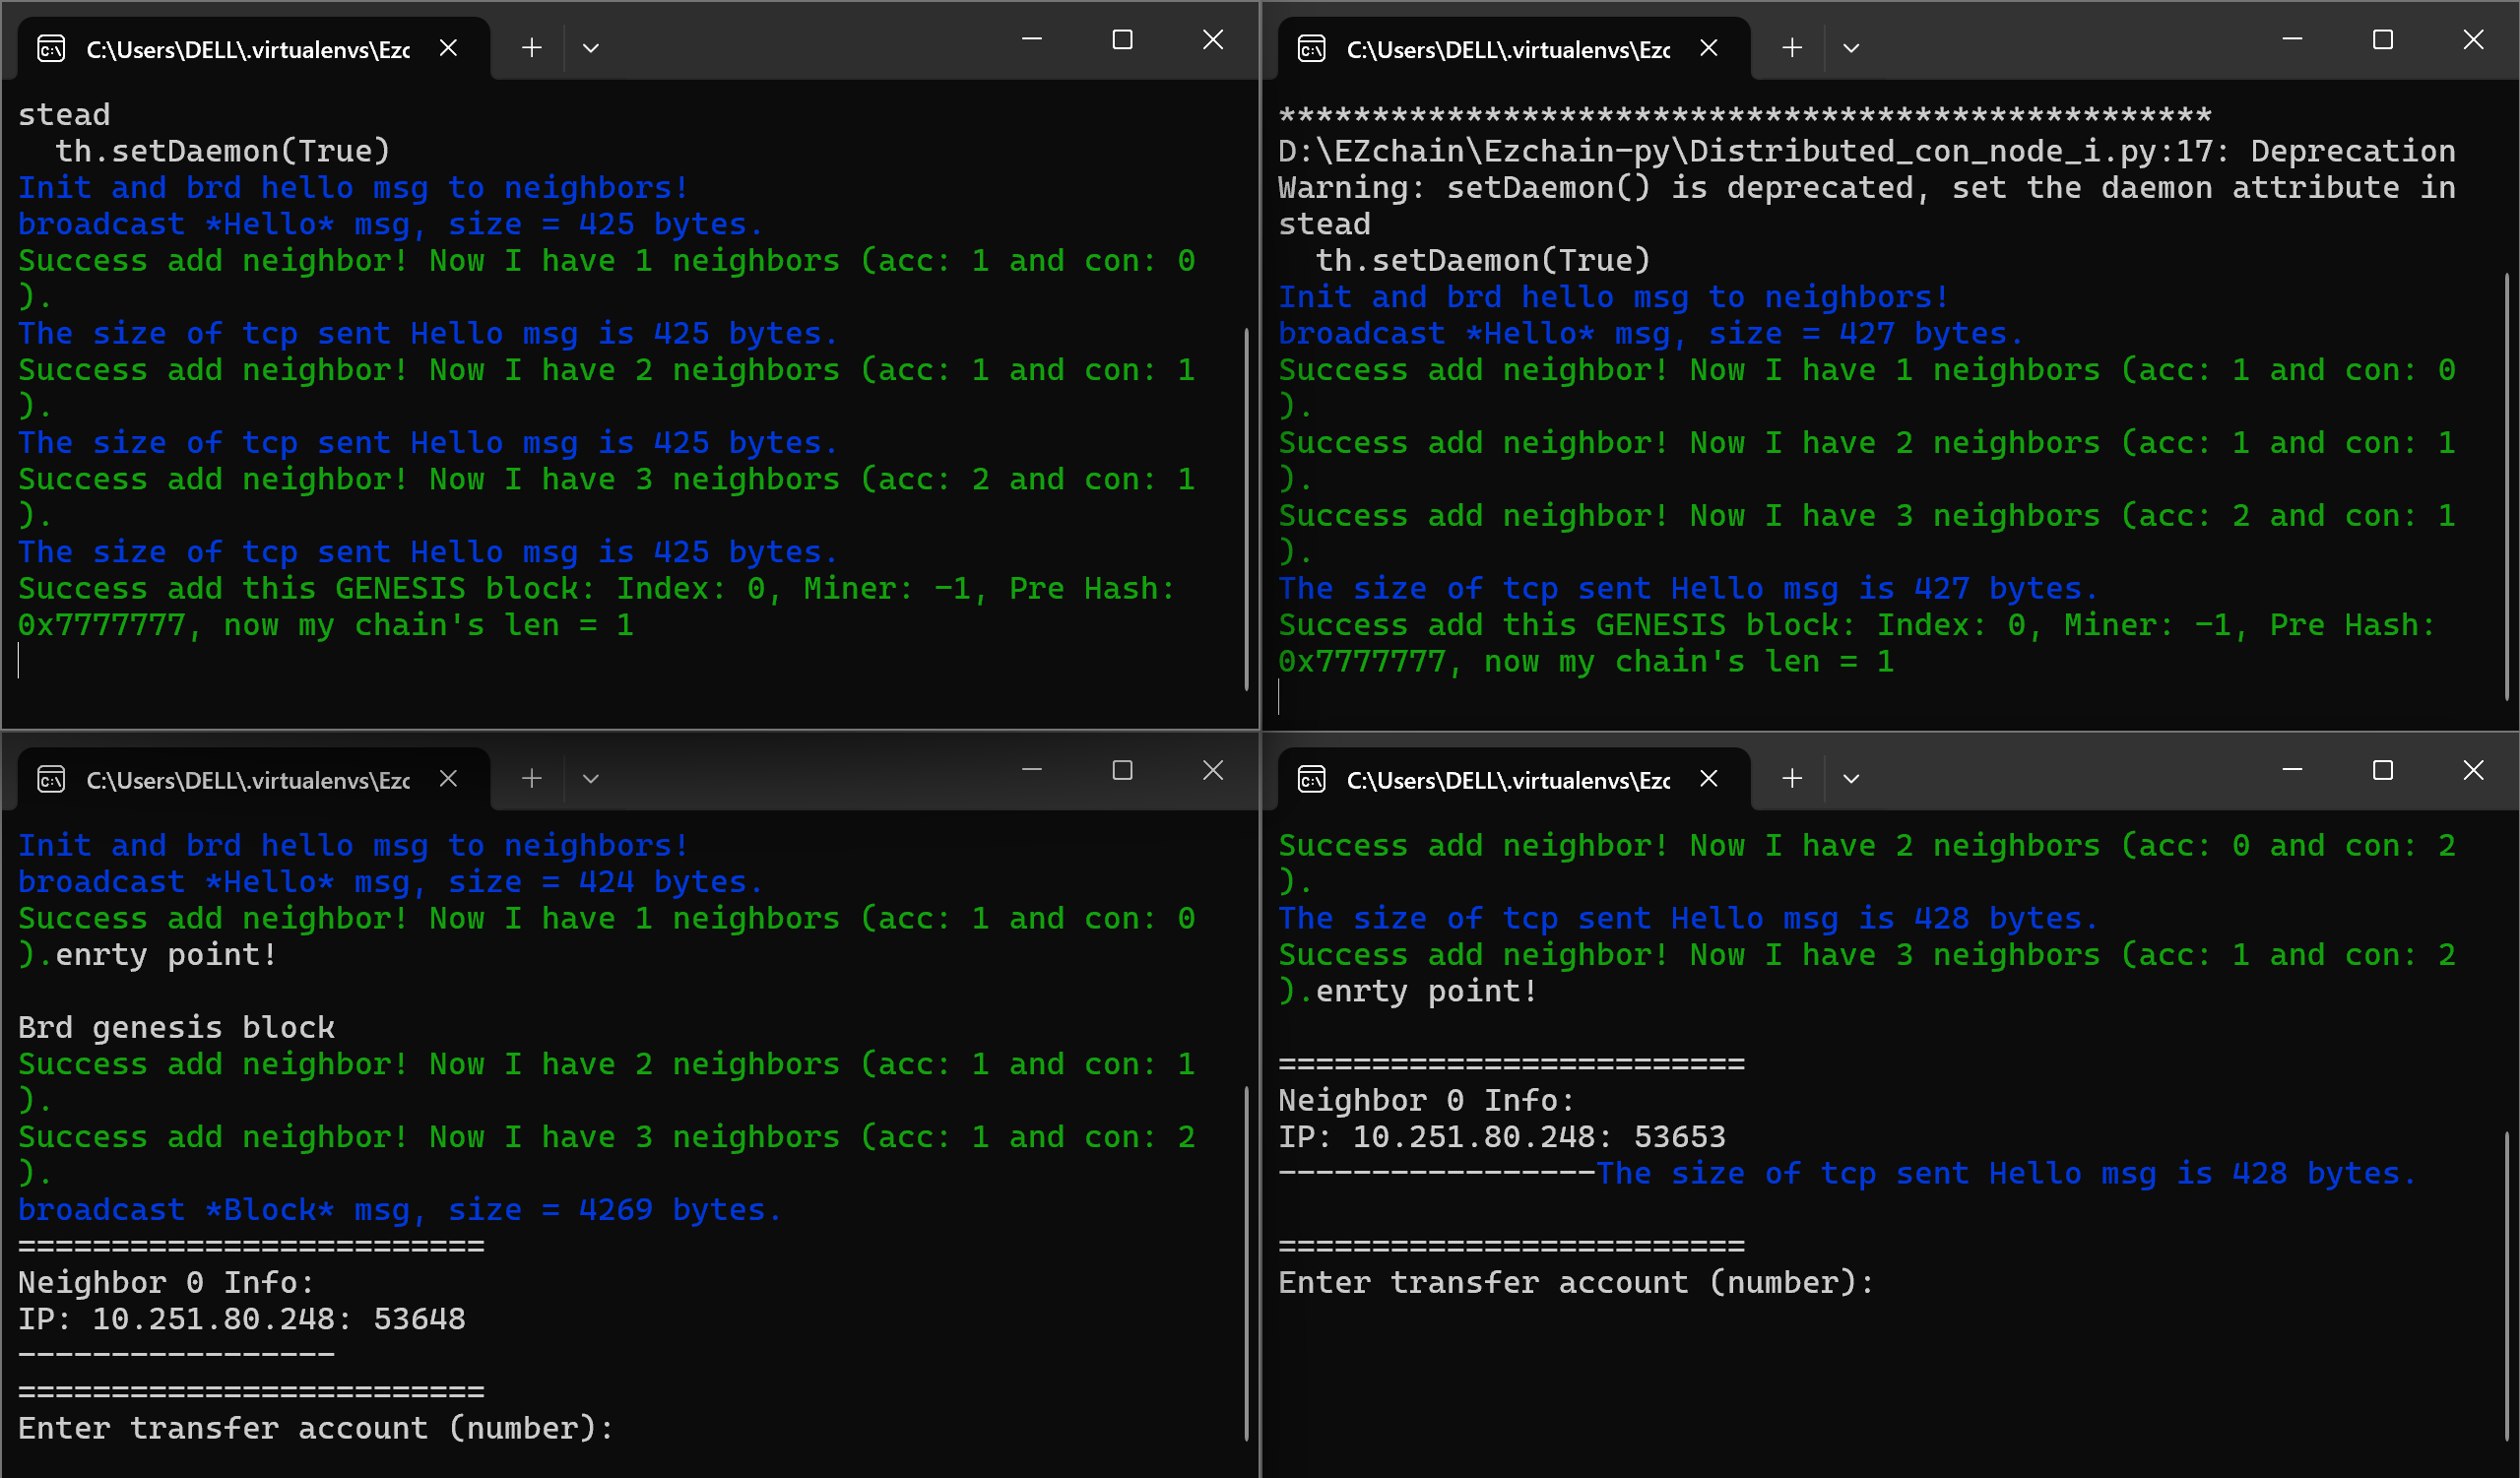 C:\Users\DELL\.virtualenvs\Ezc
stead
  th.setDaemon(True)
Init and brd hello msg to neighbors!
broadcast *Hello* msg, size = 425 bytes.
Success add neighbor! Now I have 1 neighbors (acc: 1 and con: 0
).
The size of tcp sent Hello msg is 425 bytes.
Success add neighbor! Now I have 2 neighbors (acc: 1 and con: 1
).
The size of tcp sent Hello msg is 425 bytes.
Success add neighbor! Now I have 3 neighbors (acc: 2 and con: 1
).
The size of tcp sent Hello msg is 425 bytes.
Success add this GENESIS block: Index: 0, Miner: -1, Pre Hash:
0x7777777, now my chain's len = 1
C:\Users\DELL\.virtualenvs\Ezc
**************************************************
D:\EZchain\Ezchain-py\Distributed_con_node_i.py:17: Deprecation
Warning: setDaemon() is deprecated, set the daemon attribute in
stead
  th.setDaemon(True)
Init and brd hello msg to neighbors!
broadcast *Hello* msg, size = 427 bytes.
Success add neighbor! Now I have 1 neighbors (acc: 1 and con: 0
).
Success add neighbor! Now I have 2 neighbors (acc: 1 and con: 1
).
Success add neighbor! Now I have 3 neighbors (acc: 2 and con: 1
).
The size of tcp sent Hello msg is 427 bytes.
Success add this GENESIS block: Index: 0, Miner: -1, Pre Hash:
0x7777777, now my chain's len = 1
C:\Users\DELL\.virtualenvs\Ezc
Init and brd hello msg to neighbors!
broadcast *Hello* msg, size = 424 bytes.
Success add neighbor! Now I have 1 neighbors (acc: 1 and con: 0
).enrty point!
Brd genesis block
Success add neighbor! Now I have 2 neighbors (acc: 1 and con: 1
).
Success add neighbor! Now I have 3 neighbors (acc: 1 and con: 2
).
broadcast *Block* msg, size = 4269 bytes.
=========================
Neighbor 0 Info:
IP: 10.251.80.248: 53648
-----------------
=========================
Enter transfer account (number):
C:\Users\DELL\.virtualenvs\Ezc
Success add neighbor! Now I have 2 neighbors (acc: 0 and con: 2
).
The size of tcp sent Hello msg is 428 bytes.
Success add neighbor! Now I have 3 neighbors (acc: 1 and con: 2
).enrty point!
=========================
Neighbor 0 Info:
IP: 10.251.80.248: 53653
-----------------The size of tcp sent Hello msg is 428 bytes.
=========================
Enter transfer account (number):